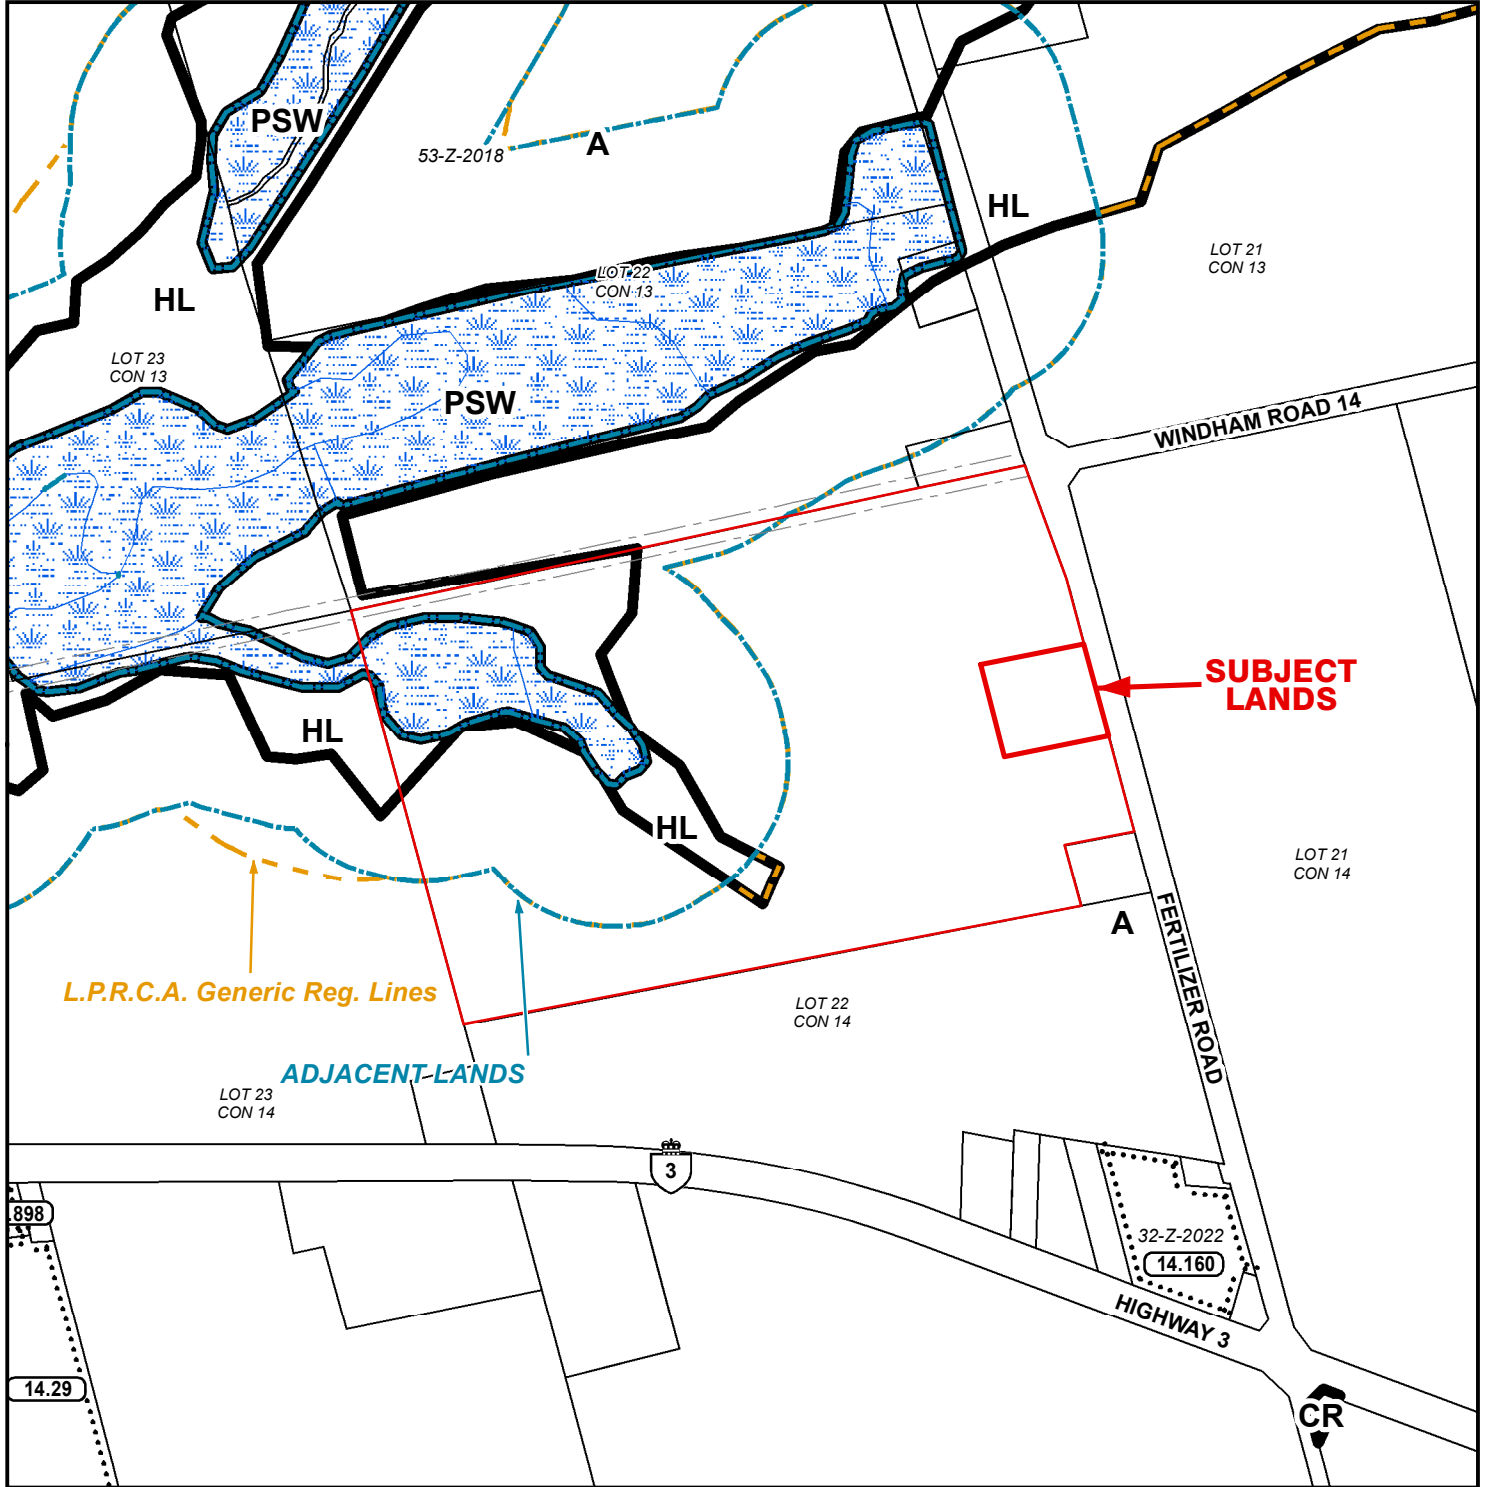 PSW
A
53-Z-2018
HL
LOT 21
CON 13
LOT 22
CON 13
HL
LOT 23
CON 13
PSW
WINDHAM ROAD 14
SUBJECT
LANDS
HL
HL
LOT 21
CON 14
A
FERTILIZER ROAD
L.P.R.C.A. Generic Reg. Lines
LOT 22
CON 14
ADJACENT LANDS
LOT 23
CON 14
3
.898
32-Z-2022
14.160
HIGHWAY 3
14.29
CR